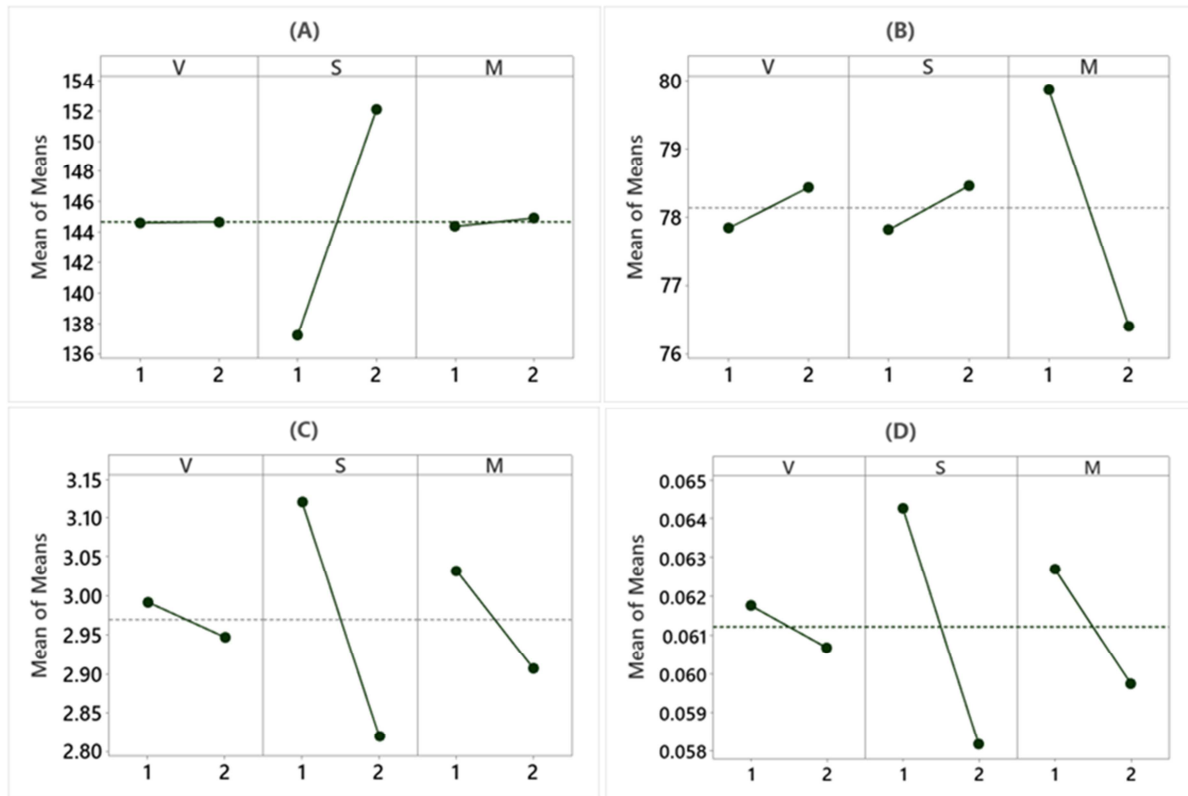 (A)
V S M
Mean of Means
154
152
150
148
146
144
142
140
138
136
1 2 1 2 1 2
(B)
V S M
Mean of Means
80
79
78
77
76
1 2 1 2 1 2
(C)
V S M
Mean of Means
3.15
3.10
3.05
3.00
2.95
2.90
2.85
2.80
1 2 1 2 1 2
(D)
V S M
Mean of Means
0.065
0.064
0.063
0.062
0.061
0.060
0.059
0.058
1 2 1 2 1 2